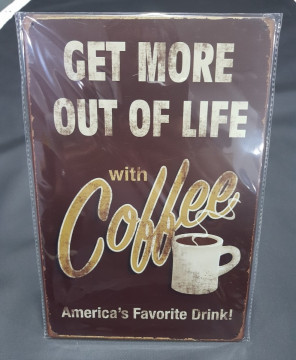 GET MORE
OUT OF LIFE
with
Coffee
America's Favorite Drink!